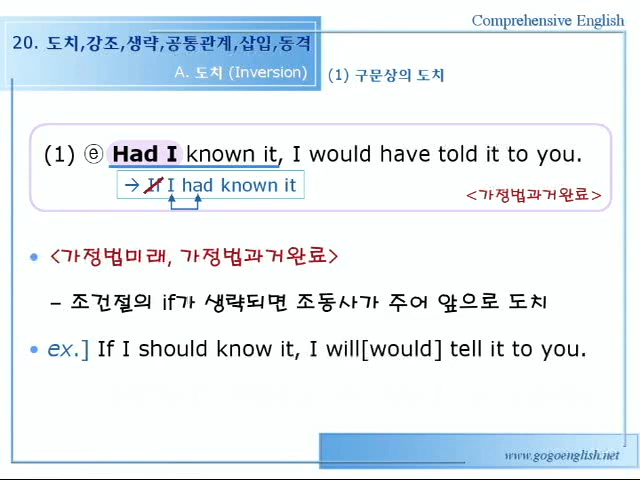 Comprehensive English
20. 도치,강조,생략,공통관계,삽입,동격
A. 도치 (Inversion)
(1) 구문상의 도치
(1) ⓔ Had I known it, I would have told it to you.
→ If I had known it
<가정법과거완료>
• <가정법미래, 가정법과거완료>
– 조건절의 if가 생략되면 조동사가 주어 앞으로 도치
• ex.] If I should know it, I will[would] tell it to you.
www.gogoenglish.net